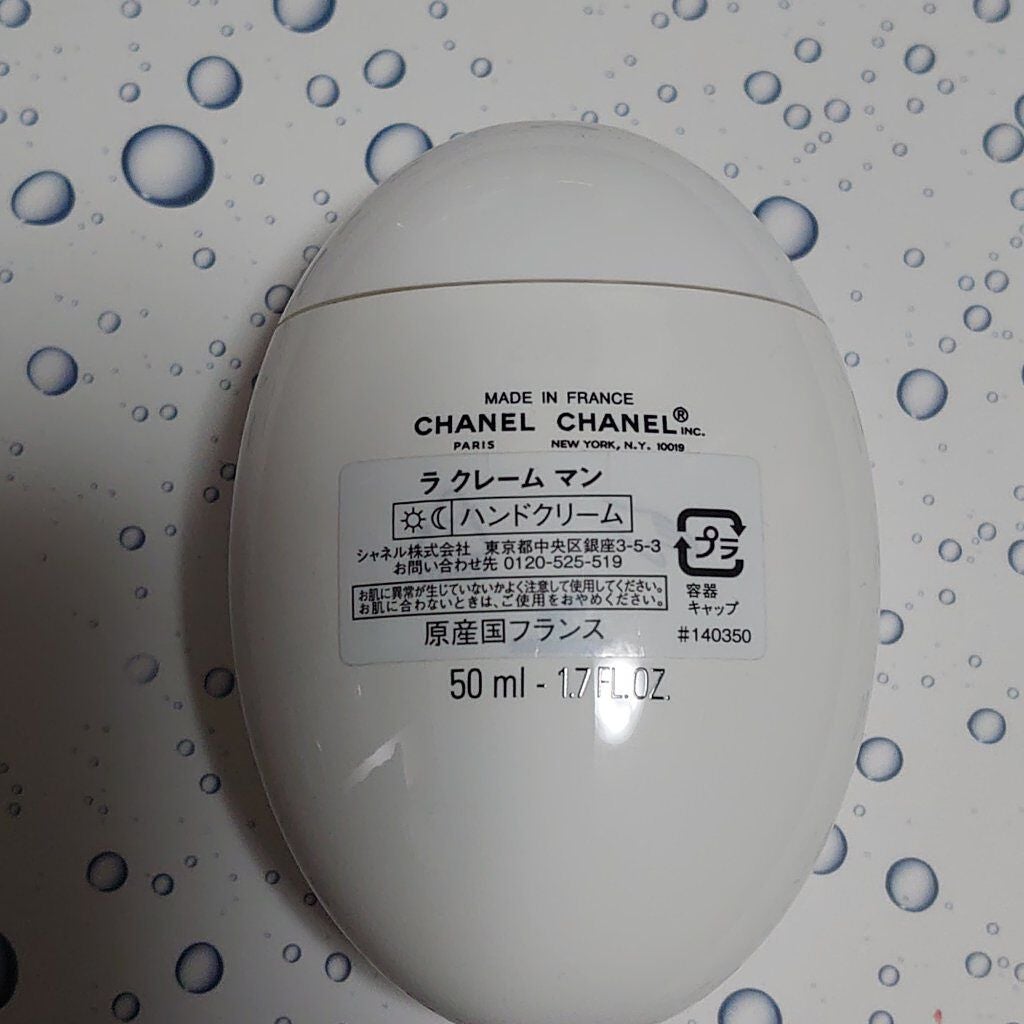 MADE IN FRANCE
CHANEL CHANEL® INC.
PARIS NEW YORK, N.Y. 10019
ラ クレーム マン
ハンドクリーム
シャネル株式会社 東京都中央区銀座3-5-3
お問い合わせ先 0120-525-519
お肌に異常が生じていないかよく注意して使用してください。
お肌に合わないときは、ご使用をおやめください。
原産国フランス
プラ
容器
キャップ
#140350
50 ml - 1.7 FL.OZ.